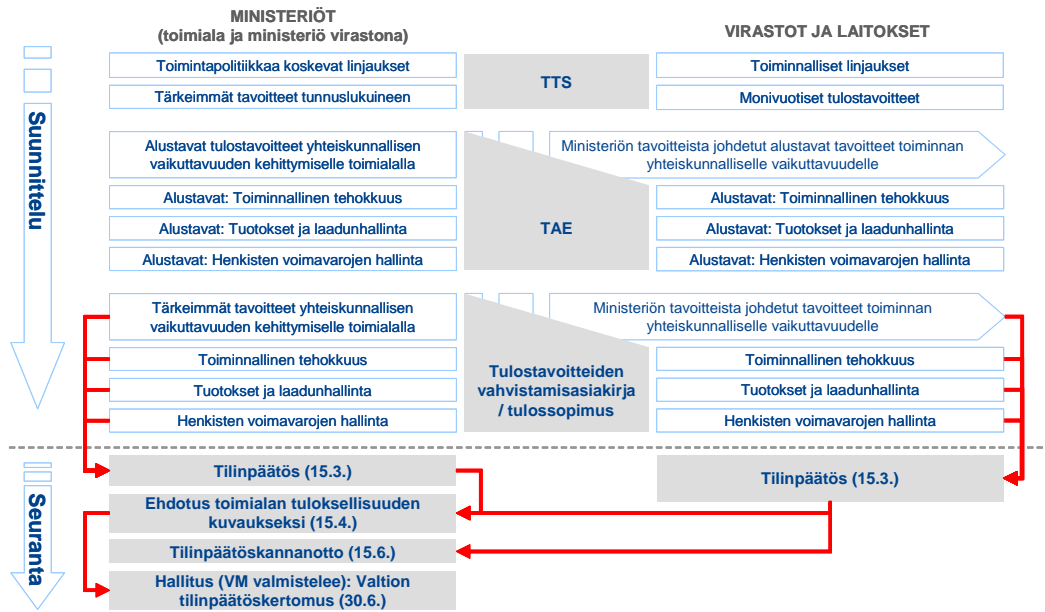 MINISTERIÖT
(toimiala ja ministeriö virastona)
VIRASTOT JA LAITOKSET
Suunnittelu
Toimintapolitiikkaa koskevat linjaukset
Tärkeimmät tavoitteet tunnuslukuineen
TTS
Toiminnalliset linjaukset
Monivuotiset tulostavoitteet
Alustavat tulostavoitteet yhteiskunnallisen
vaikuttavuuden kehittymiselle toimialalla
Alustavat: Toiminnallinen tehokkuus
Alustavat: Tuotokset ja laadunhallinta
Alustavat: Henkisten voimavarojen hallinta
TAE
Ministeriön tavoitteista johdetut alustavat tavoitteet toiminnan
yhteiskunnalliselle vaikuttavuudelle
Alustavat: Toiminnallinen tehokkuus
Alustavat: Tuotokset ja laadunhallinta
Alustavat: Henkisten voimavarojen hallinta
Tärkeimmät tavoitteet yhteiskunnallisen
vaikuttavuuden kehittymiselle toimialalla
Toiminnallinen tehokkuus
Tuotokset ja laadunhallinta
Henkisten voimavarojen hallinta
Tulostavoitteiden
vahvistamisasiakirja
/ tulossopimus
Ministeriön tavoitteista johdetut tavoitteet toiminnan
yhteiskunnalliselle vaikuttavuudelle
Toiminnallinen tehokkuus
Tuotokset ja laadunhallinta
Henkisten voimavarojen hallinta
Seuranta
Tilinpäätös (15.3.)
Ehdotus toimialan tuloksellisuuden
kuvaukseksi (15.4.)
Tilinpäätöskannanotto (15.6.)
Hallitus (VM valmistelee): Valtion
tilinpäätöskertomus (30.6.)
Tilinpäätös (15.3.)